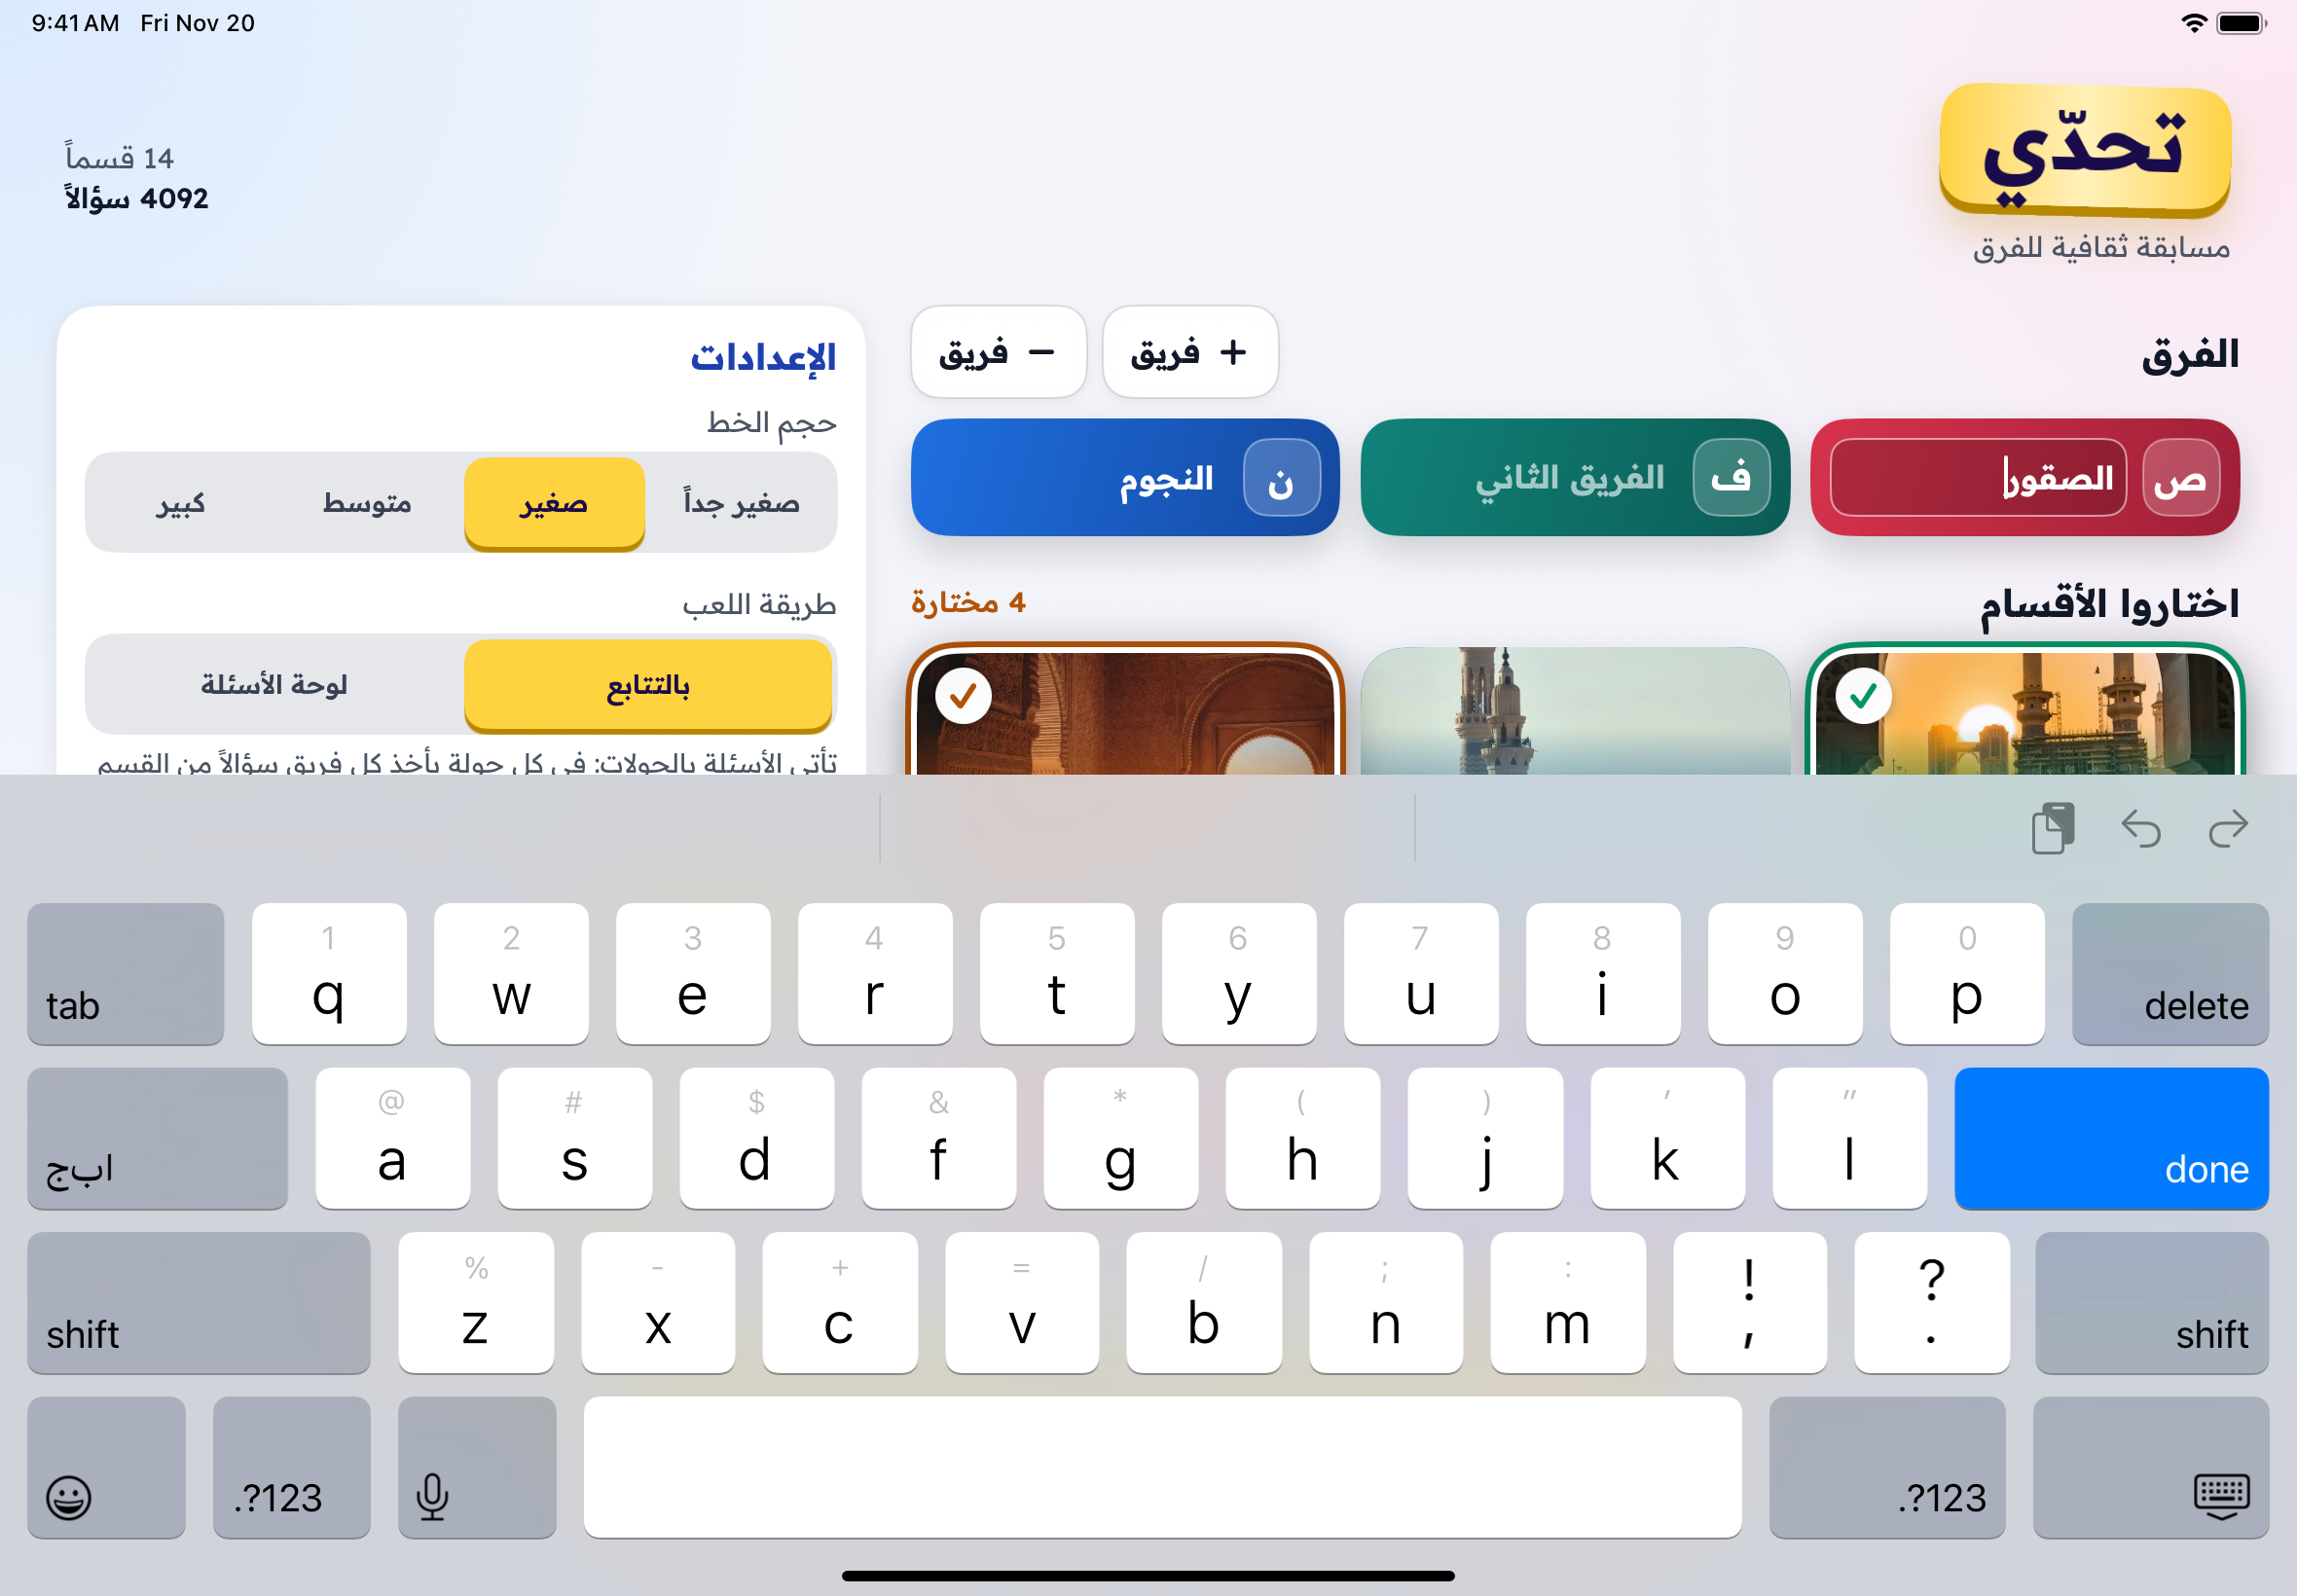 9:41 AM Fri Nov 20
تحدّي
مسابقة ثقافية للفرق
14 قسماً
4092 سؤالاً
الفرق
+ فريق
− فريق
ص الصقور
ف الفريق الثاني
ن النجوم
اختاروا الأقسام
4 مختارة
الإعدادات
حجم الخط
صغير جداً
صغير
متوسط
كبير
طريقة اللعب
بالتتابع
لوحة الأسئلة
تأتي الأسئلة بالجولات: في كل جولة يأخذ كل فريق سؤالاً من القسم
tab
1 2 3 4 5 6 7 8 9 0
q w e r t y u i o p
delete
ابج
@ # $ & * ( ) ' "
a s d f g h j k l
done
shift
% - + = / ; : ! ?
z x c v b n m , .
shift
.?123
.?123